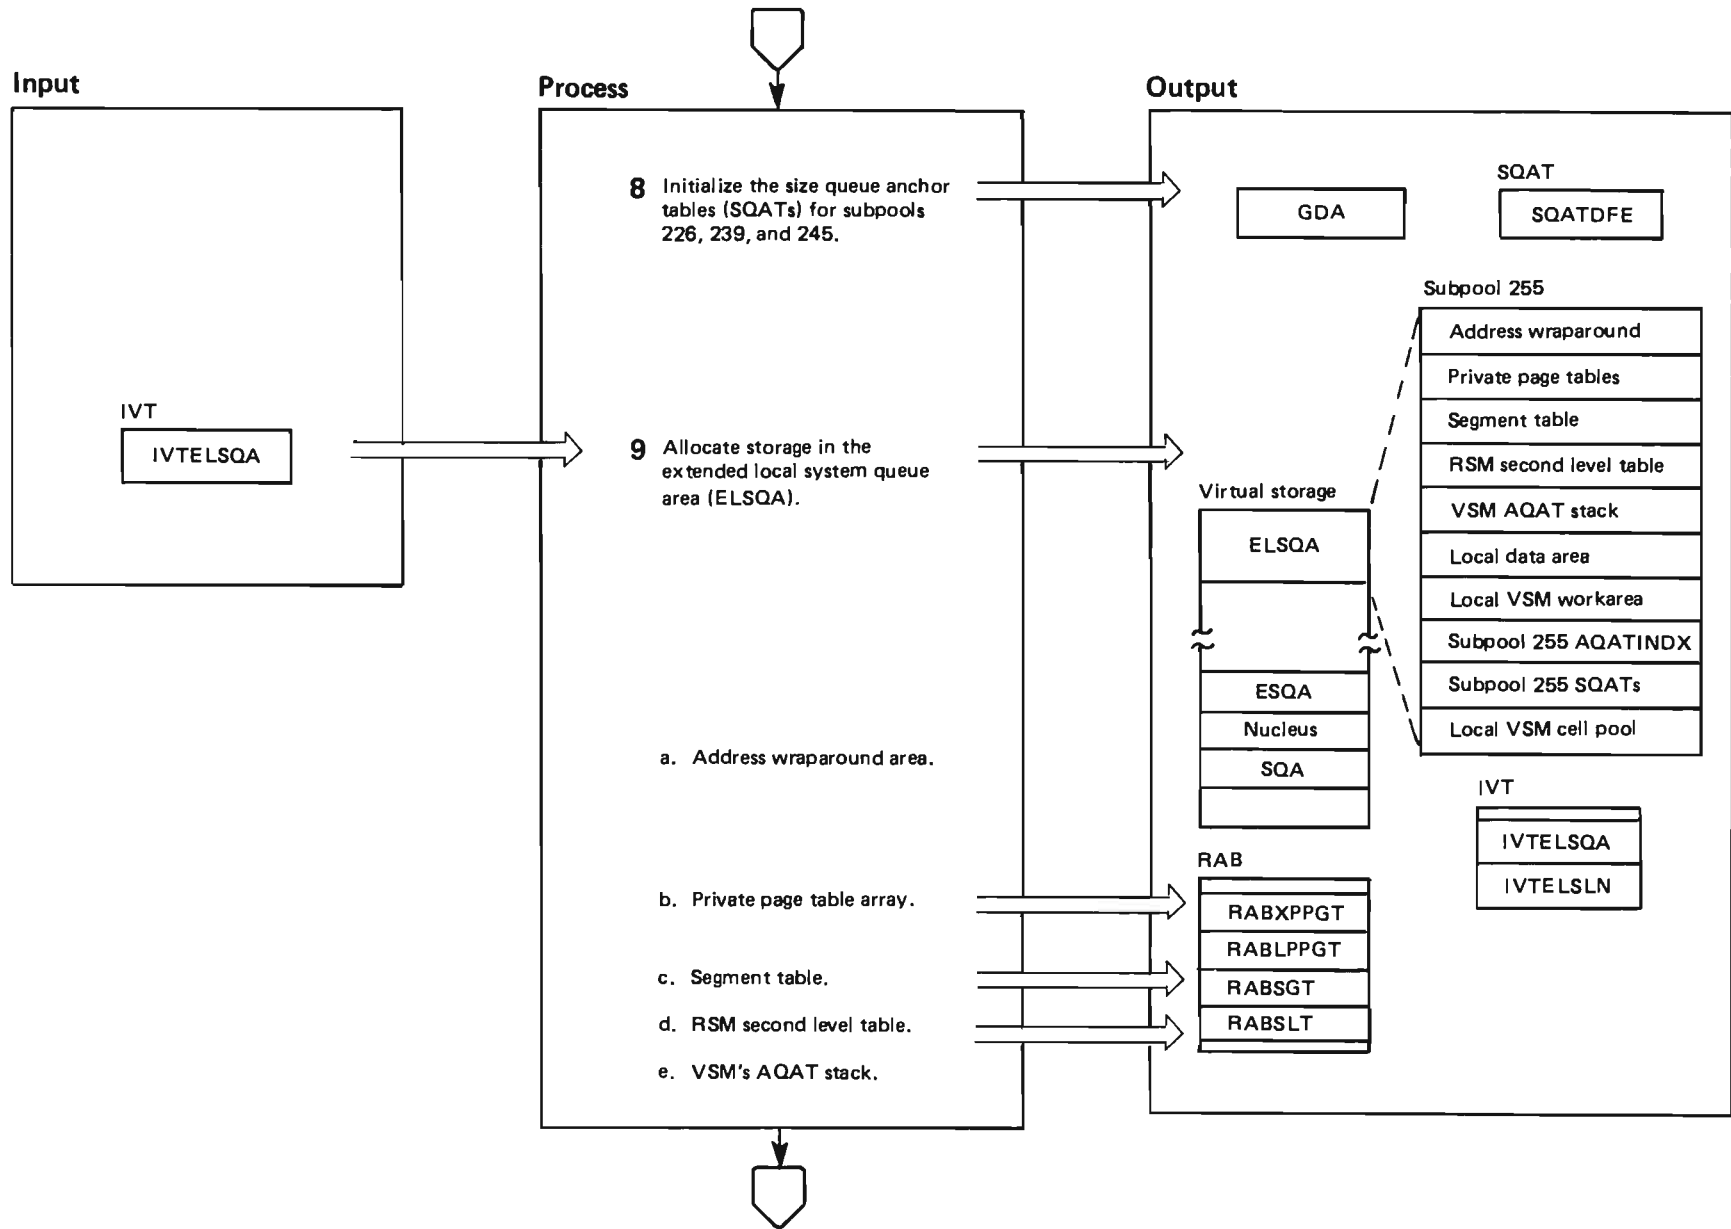 Input
IVT
IVTELSQA
Process
8 Initialize the size queue anchor
tables (SQATs) for subpools
226, 239, and 245.
9 Allocate storage in the
extended local system queue
area (ELSQA).
a. Address wraparound area.
b. Private page table array.
c. Segment table.
d. RSM second level table.
e. VSM's AQAT stack.
Output
GDA
SQAT
SQATDFE
Subpool 255
Address wraparound
Private page tables
Segment table
RSM second level table
VSM AQAT stack
Local data area
Local VSM workarea
Subpool 255 AQATINDX
Subpool 255 SQATs
Local VSM cell pool
Virtual storage
ELSQA
ESQA
Nucleus
SQA
IVT
IVTELSQA
IVTELSLN
RAB
RABXPPGT
RABLPPGT
RABSGT
RABSLT